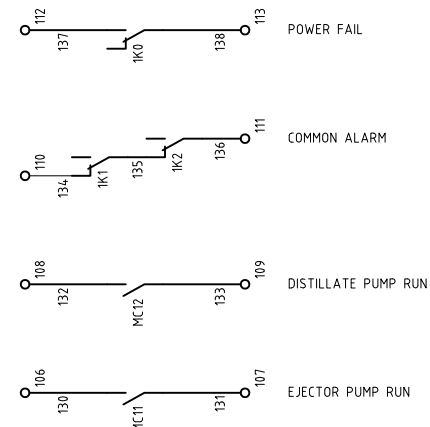 112
137
1K0
138
113
POWER FAIL
110
134
1K1
135
1K2
136
111
COMMON ALARM
108
132
MC12
133
109
DISTILLATE PUMP RUN
106
130
1C11
131
107
EJECTOR PUMP RUN